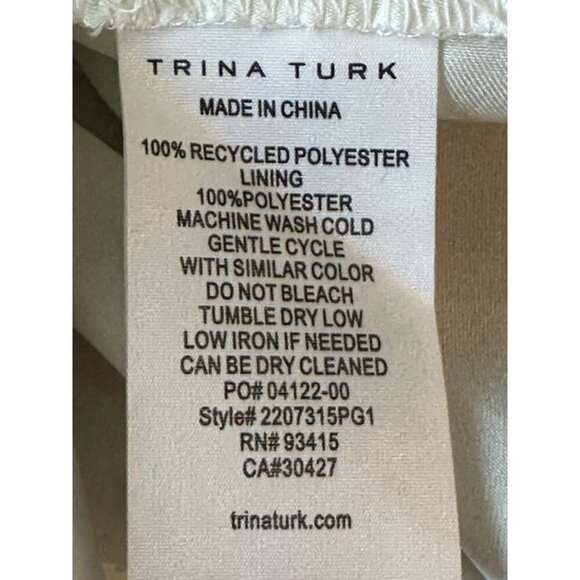 TRINA TURK
MADE IN CHINA
100% RECYCLED POLYESTER
LINING
100%POLYESTER
MACHINE WASH COLD
GENTLE CYCLE
WITH SIMILAR COLOR
DO NOT BLEACH
TUMBLE DRY LOW
LOW IRON IF NEEDED
CAN BE DRY CLEANED
PO# 04122-00
Style# 2207315PG1
RN# 93415
CA#30427
trinaturk.com